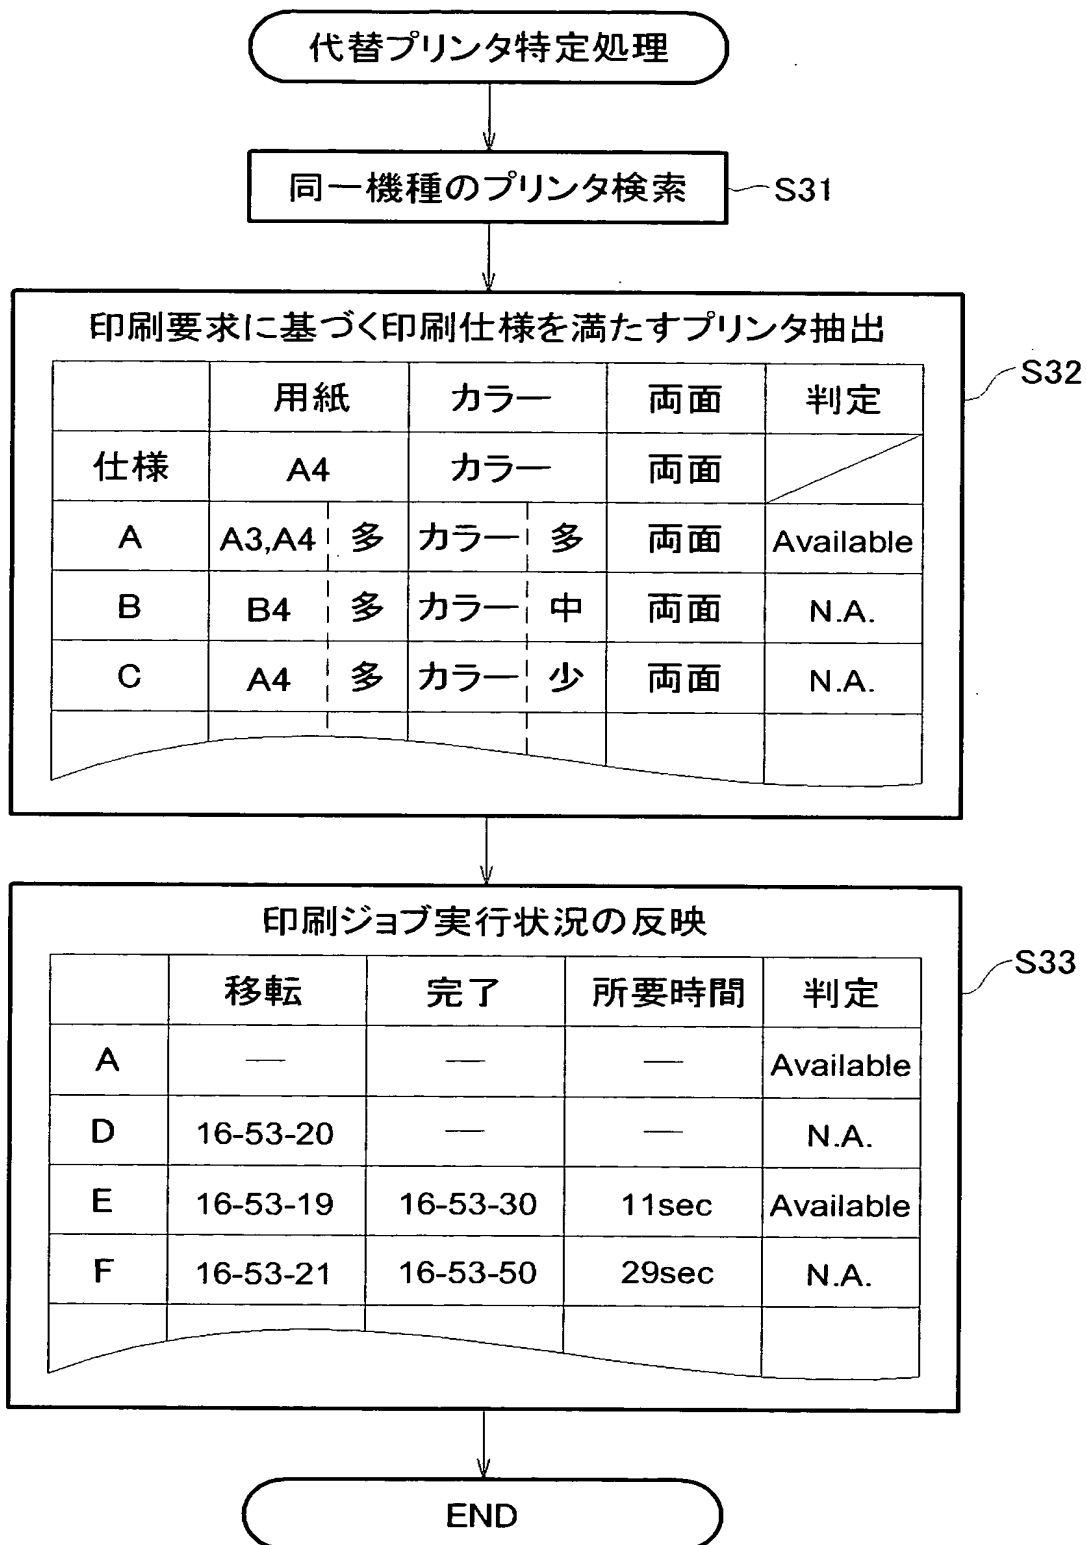 代替プリンタ特定処理
同一機種のプリンタ検索 S31
印刷要求に基づく印刷仕様を満たすプリンタ抽出
S32
用紙 カラー 両面 判定
仕様 A4 カラー 両面
A A3,A4 多 カラー 多 両面 Available
B B4 多 カラー 中 両面 N.A.
C A4 多 カラー 少 両面 N.A.
印刷ジョブ実行状況の反映
S33
移転 完了 所要時間 判定
A — — — Available
D 16-53-20 — — N.A.
E 16-53-19 16-53-30 11sec Available
F 16-53-21 16-53-50 29sec N.A.
END